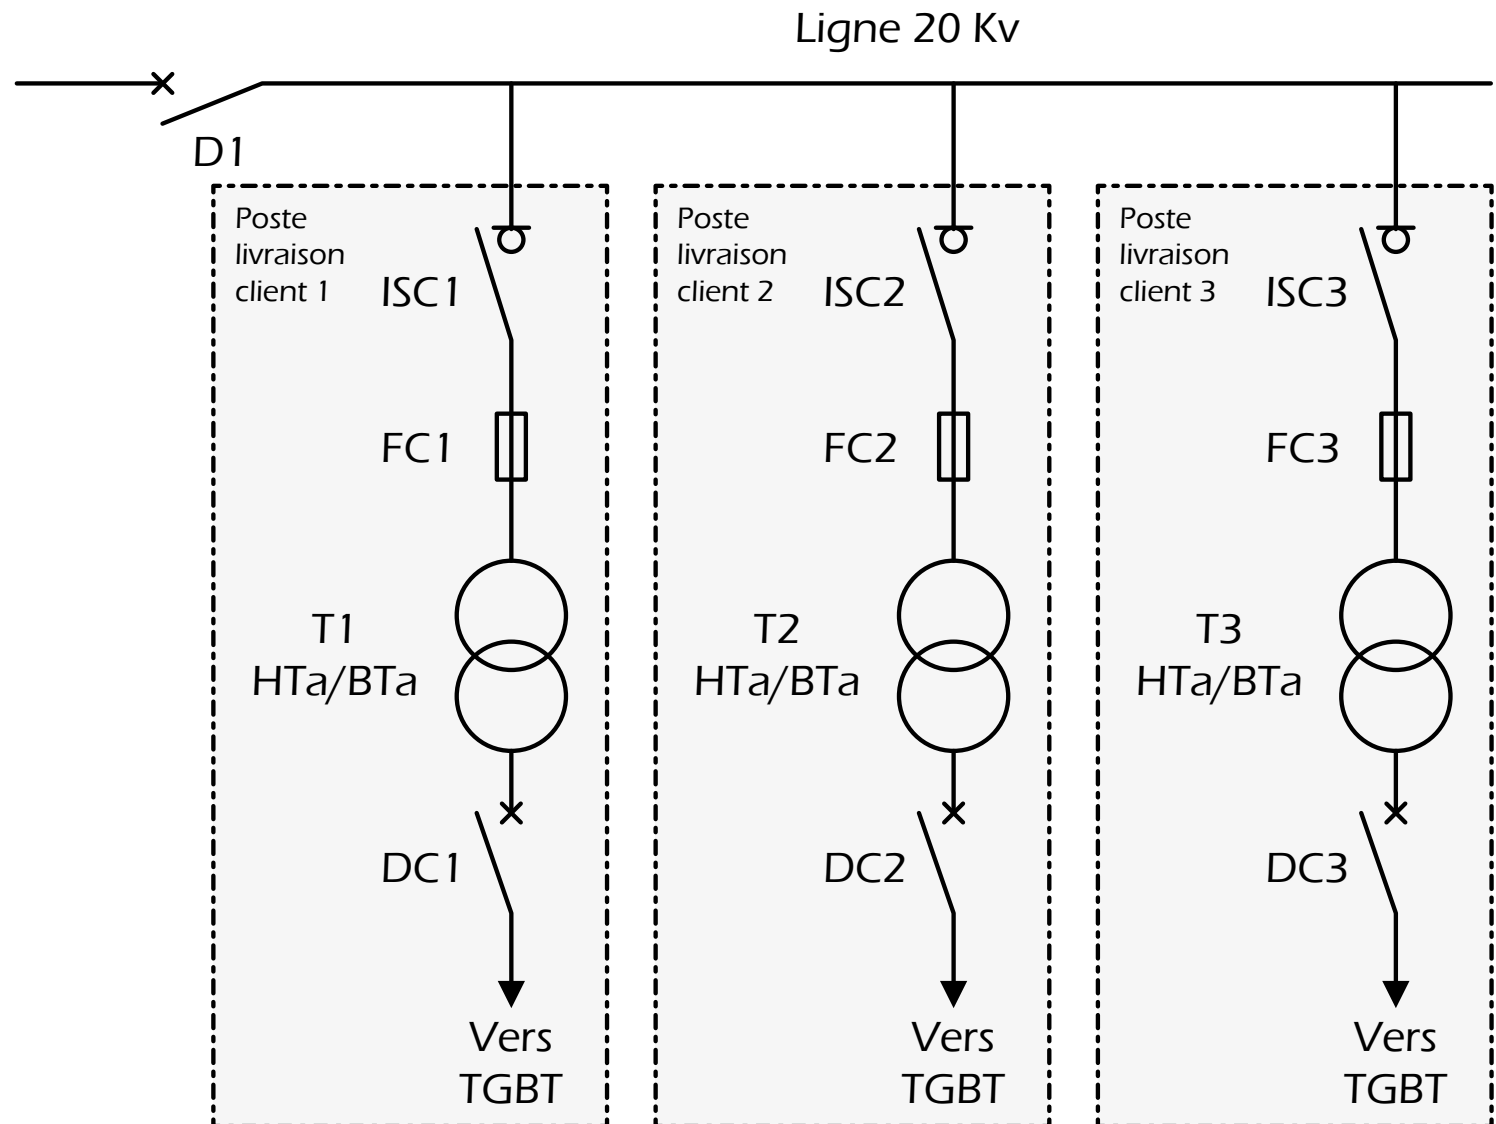 Ligne 20 Kv
D1
Poste
livraison
client 1
ISC1
FC1
T1
HTa/BTa
DC1
Vers
TGBT
Poste
livraison
client 2
ISC2
FC2
T2
HTa/BTa
DC2
Vers
TGBT
Poste
livraison
client 3
ISC3
FC3
T3
HTa/BTa
DC3
Vers
TGBT